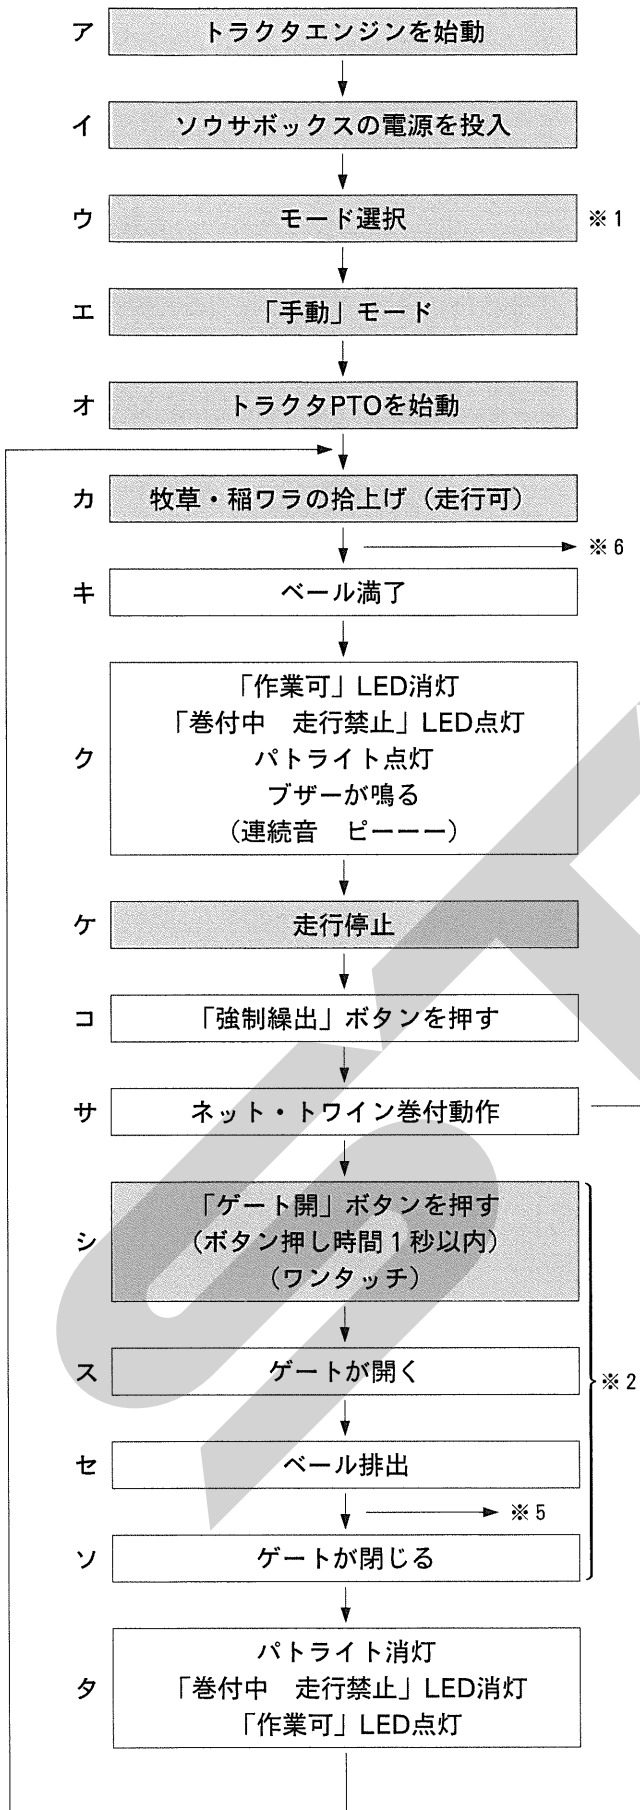 ア トラクタエンジンを始動
イ ソウサボックスの電源を投入
ウ モード選択 ※1
エ 「手動」モード
オ トラクタPTOを始動
カ 牧草・稲ワラの拾上げ（走行可）
※6
キ ベール満了
「作業可」LED消灯
「巻付中　走行禁止」LED点灯
ク パトライト点灯
ブザーが鳴る
（連続音　ピーーー）
ケ 走行停止
コ 「強制繰出」ボタンを押す
サ ネット・トワイン巻付動作
「ゲート開」ボタンを押す
シ （ボタン押し時間1秒以内）
（ワンタッチ）
ス ゲートが開く ※2
セ ベール排出
※5
ソ ゲートが閉じる
パトライト消灯
タ 「巻付中　走行禁止」LED消灯
「作業可」LED点灯